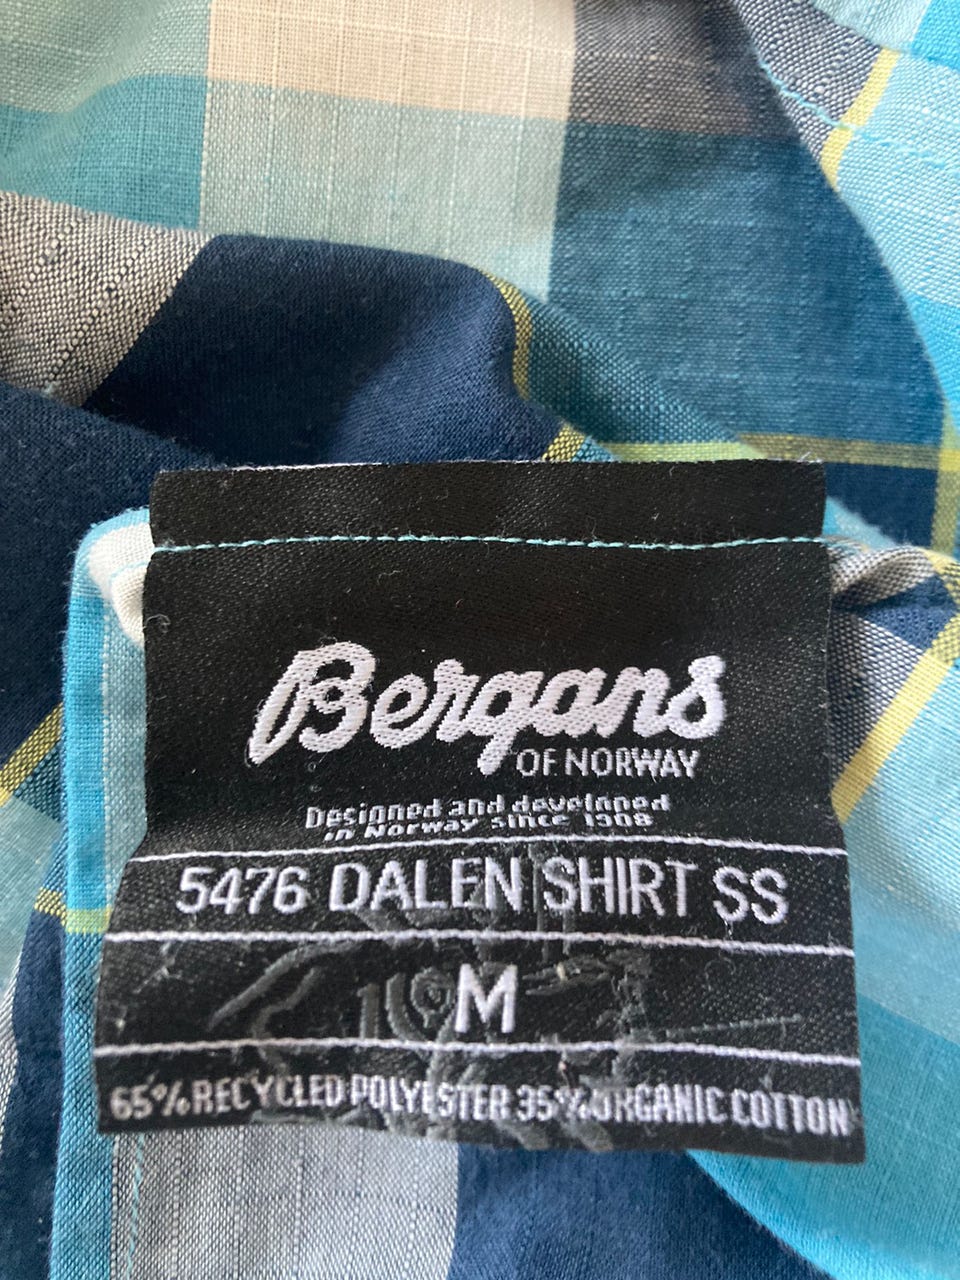 Bergans
OF NORWAY
Designed and developed
in Norway since 1908
5476 DALEN SHIRT SS
M
65% RECYCLED POLYESTER 35% ORGANIC COTTON